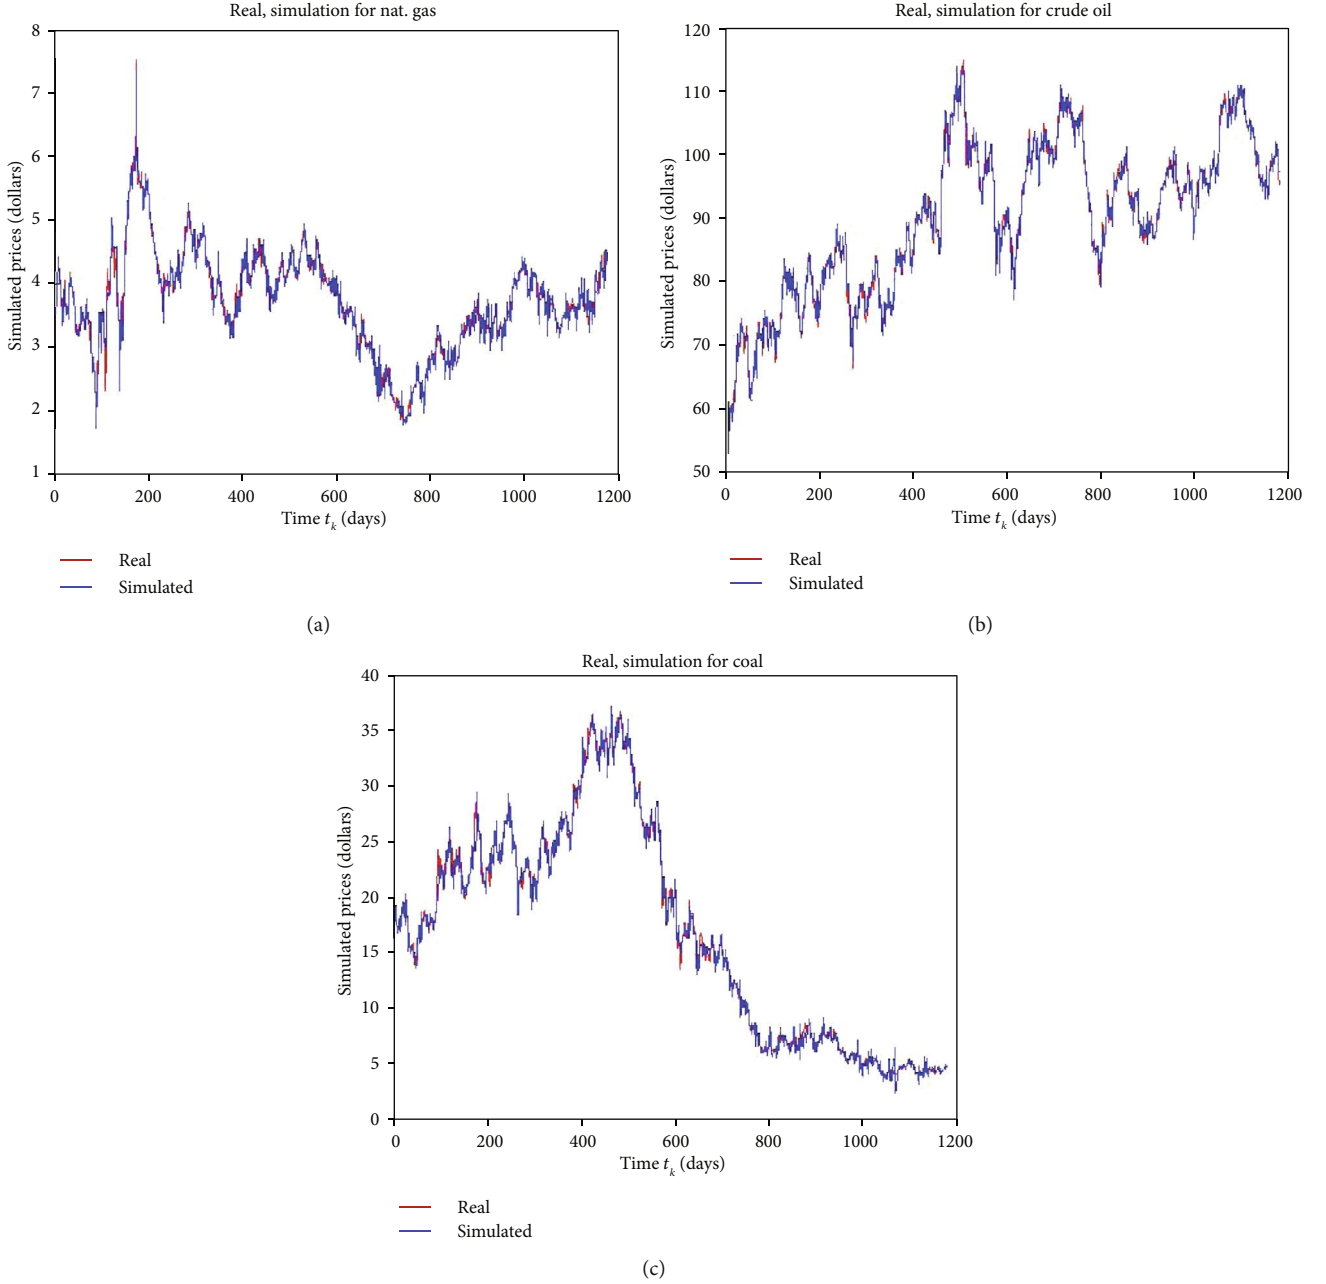 Real, simulation for nat. gas
8
7
6
5
4
3
2
1
Simulated prices (dollars)
0 200 400 600 800 1000 1200
Time t_k (days)
Real
Simulated
(a)
Real, simulation for crude oil
120
110
100
90
80
70
60
50
Simulated prices (dollars)
0 200 400 600 800 1000 1200
Time t_k (days)
Real
Simulated
(b)
Real, simulation for coal
40
35
30
25
20
15
10
5
0
Simulated prices (dollars)
0 200 400 600 800 1000 1200
Time t_k (days)
Real
Simulated
(c)